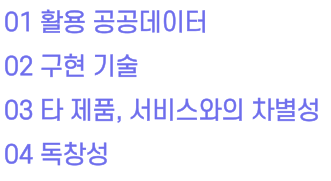 01 활용 공공데이터
02 구현 기술
03 타 제품, 서비스와의 차별성
04 독창성